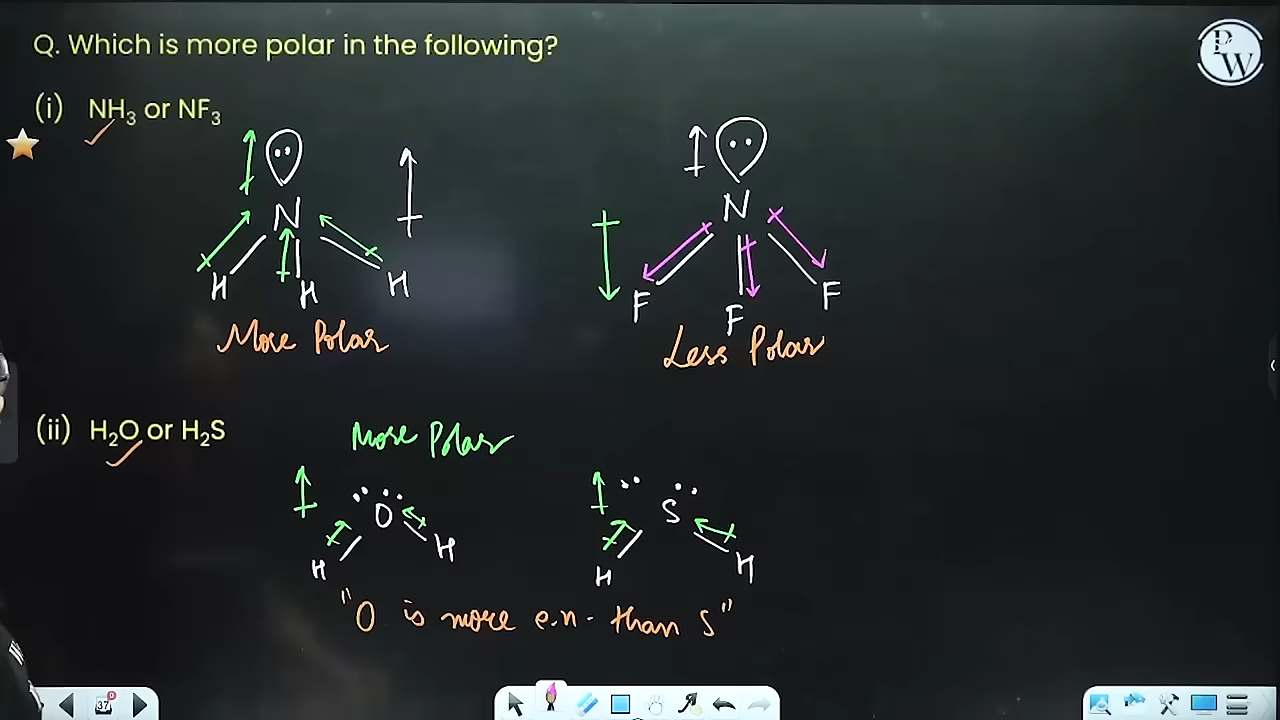 Q. Which is more polar in the following?
P
W
(i) NH₃ or NF₃
N
H H H
More Polar
N
F F F
Less Polar
(ii) H₂O or H₂S
More Polar
O
H H
S
H H
"O is more e.n. than S"
37